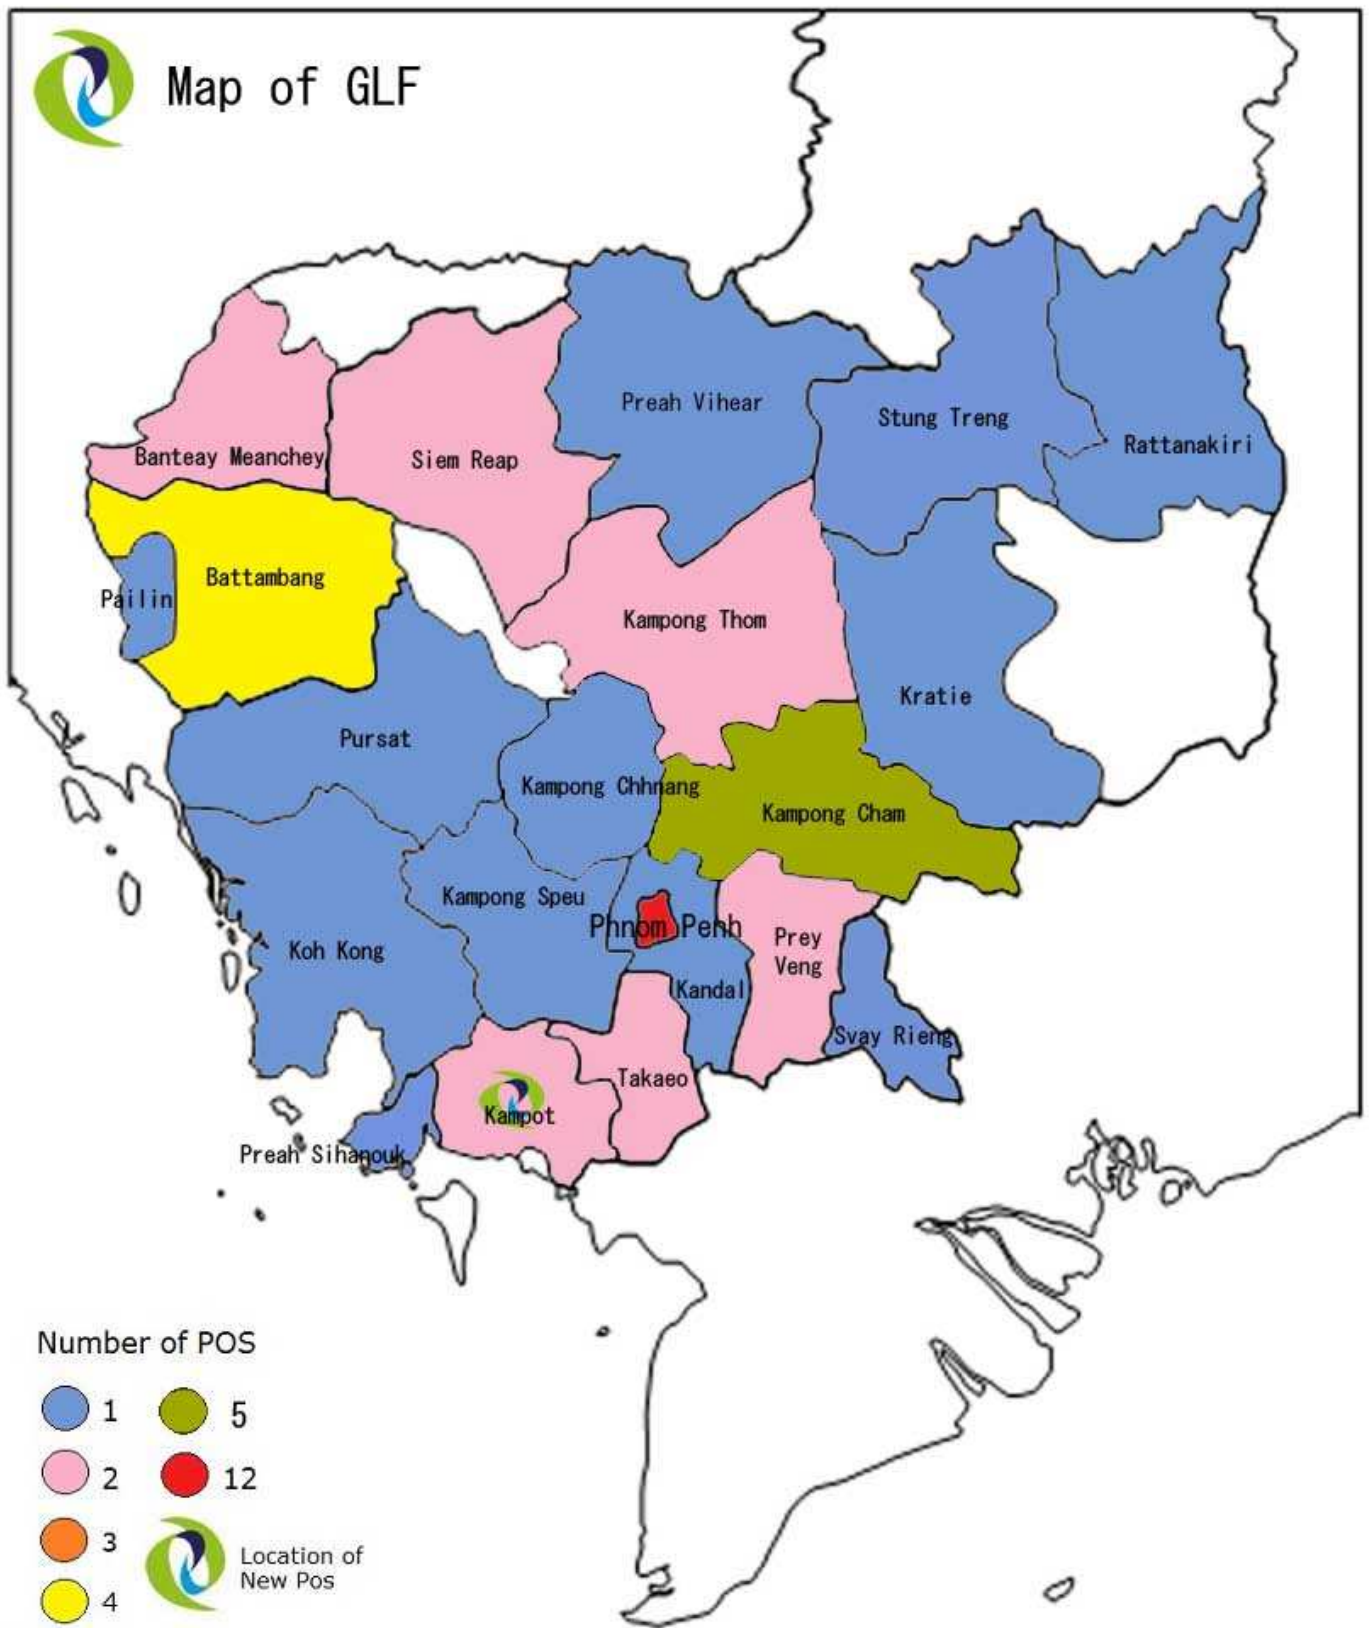 Map of GLF
Preah Vihear
Stung Treng
Rattanakiri
Banteay Meanchey
Siem Reap
Battambang
Pailin
Kampong Thom
Kratie
Pursat
Kampong Chhnang
Kampong Cham
Kampong Speu
Phnom Penh
Koh Kong
Prey
Veng
Kandal
Svay Rieng
Takaeo
Kampot
Preah Sihanouk
Number of POS
1
5
2
12
3
4
Location of
New Pos